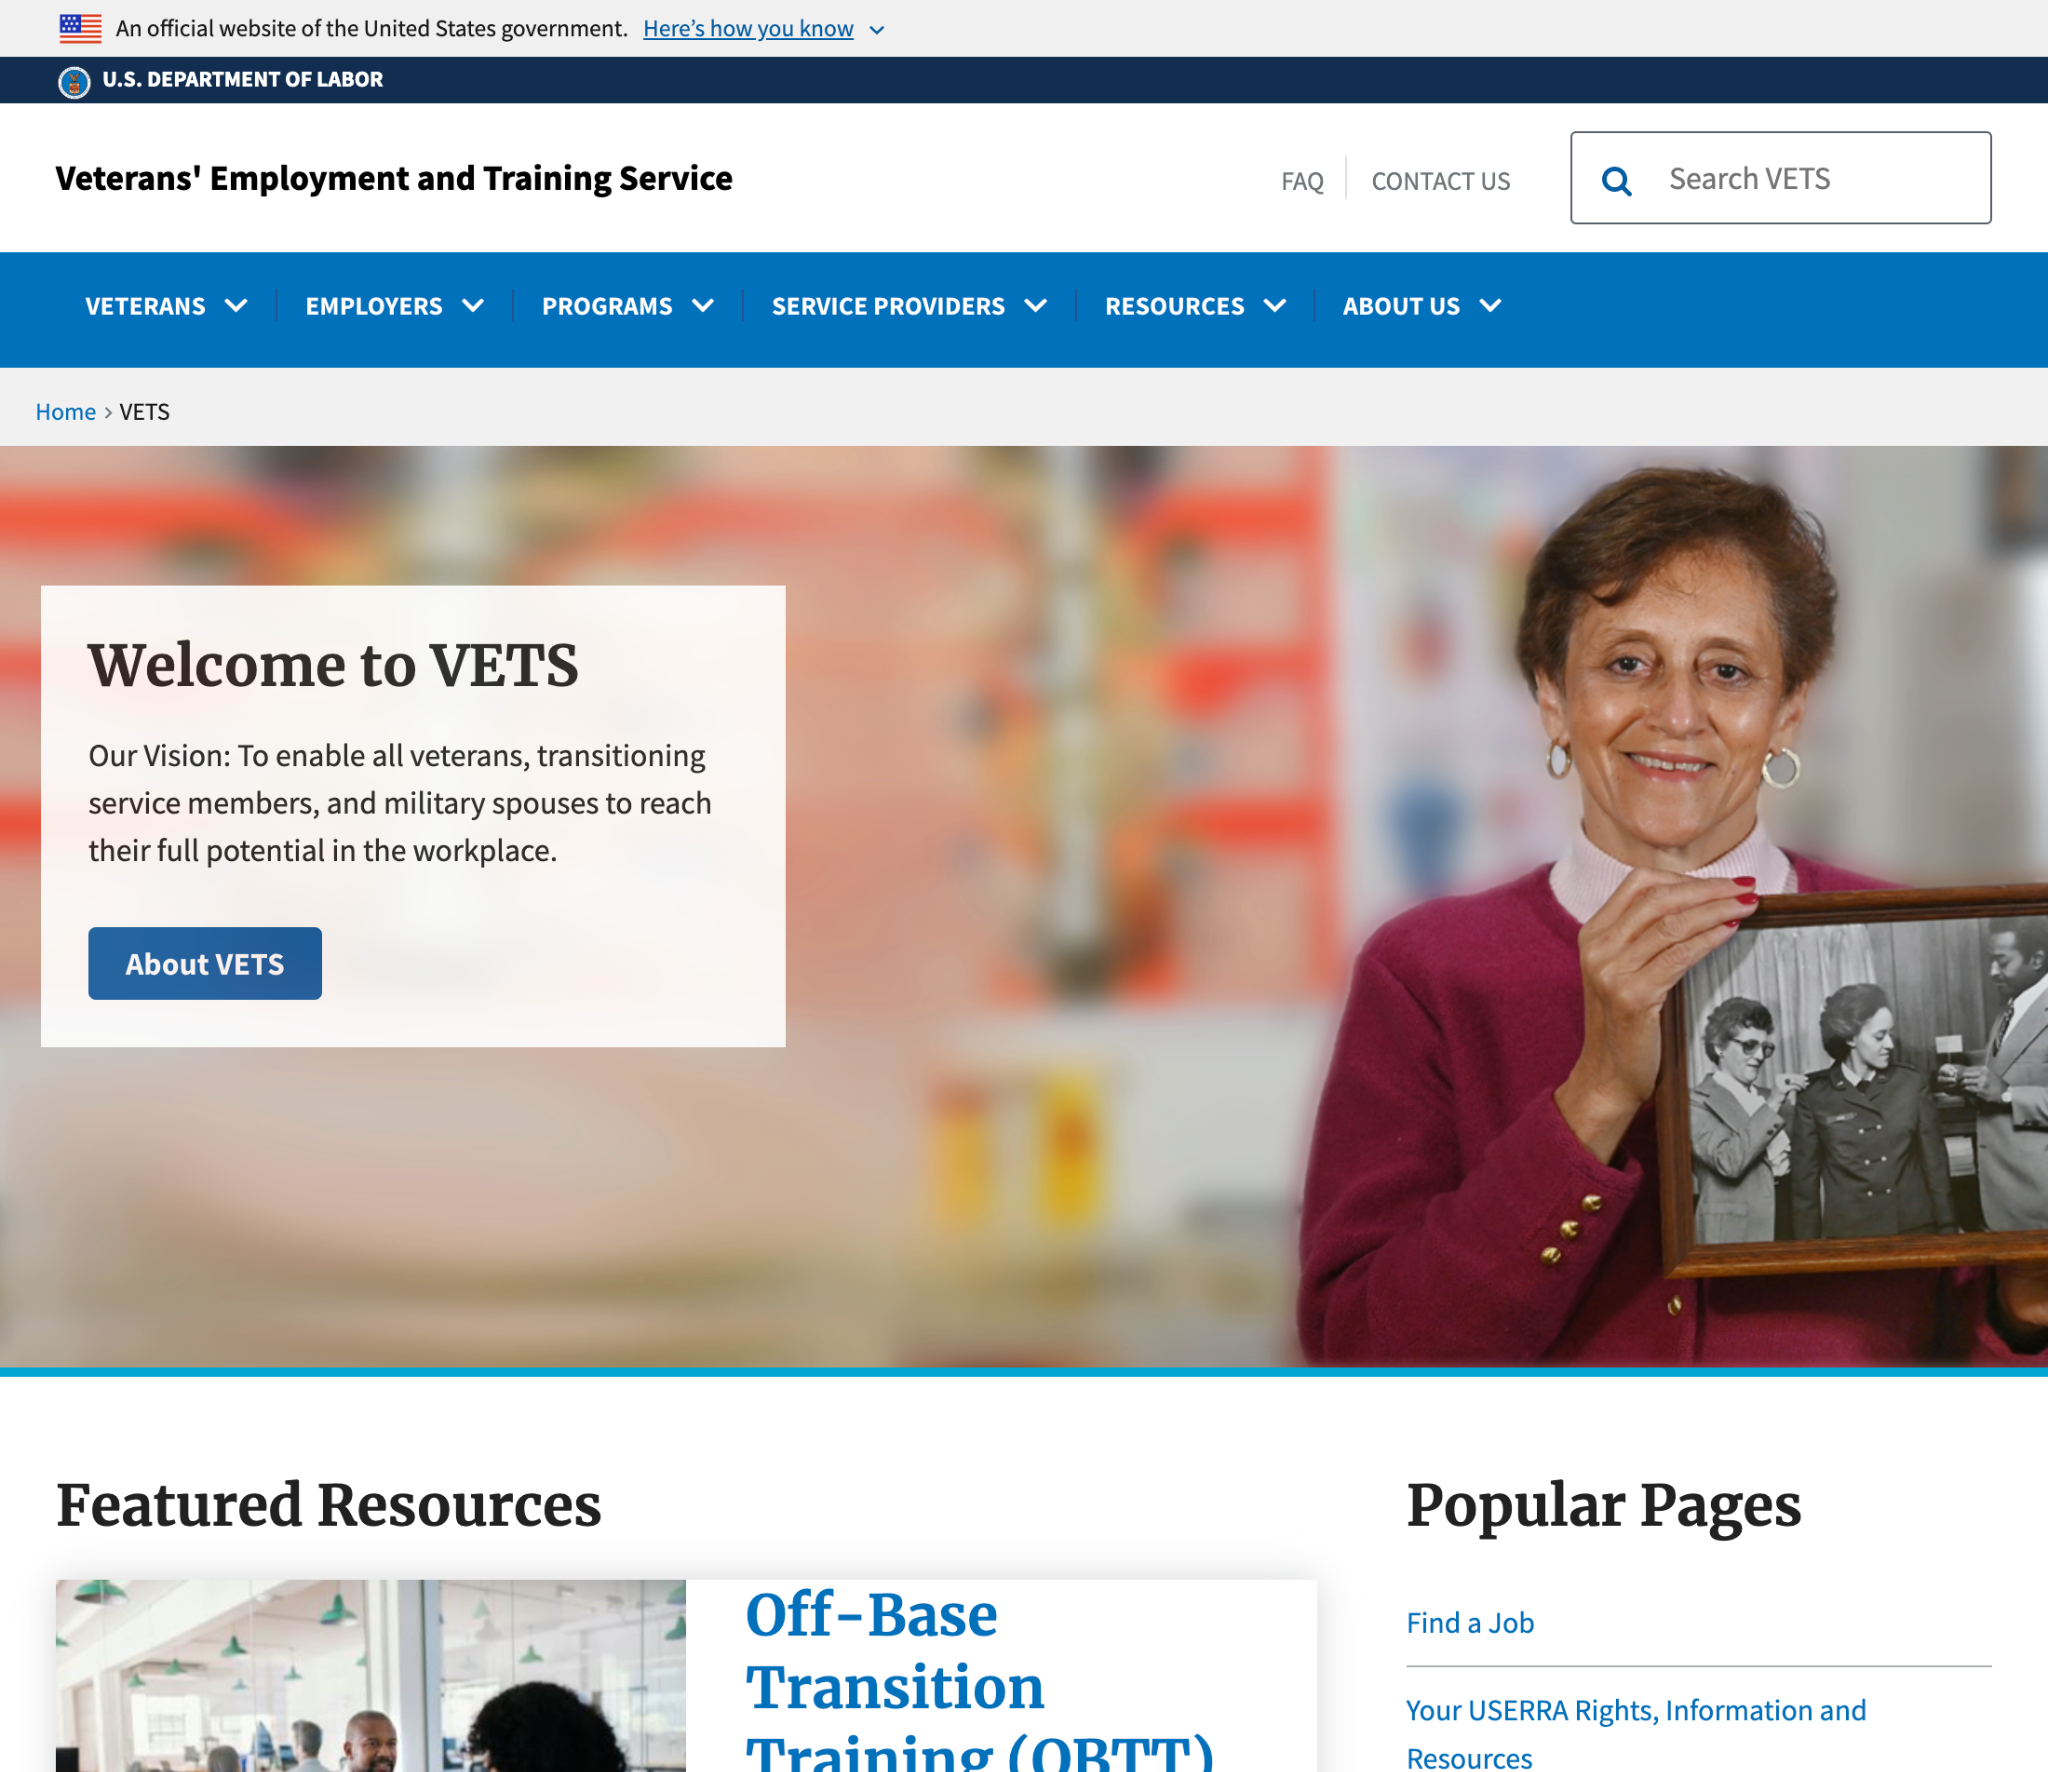 An official website of the United States government. Here’s how you know
U.S. DEPARTMENT OF LABOR
Veterans' Employment and Training Service
FAQ
CONTACT US
Search VETS
VETERANS
EMPLOYERS
PROGRAMS
SERVICE PROVIDERS
RESOURCES
ABOUT US
Home > VETS
Welcome to VETS
Our Vision: To enable all veterans, transitioning
service members, and military spouses to reach
their full potential in the workplace.
About VETS
Featured Resources
Off-Base
Transition
Training (OBTT)
Popular Pages
Find a Job
Your USERRA Rights, Information and
Resources